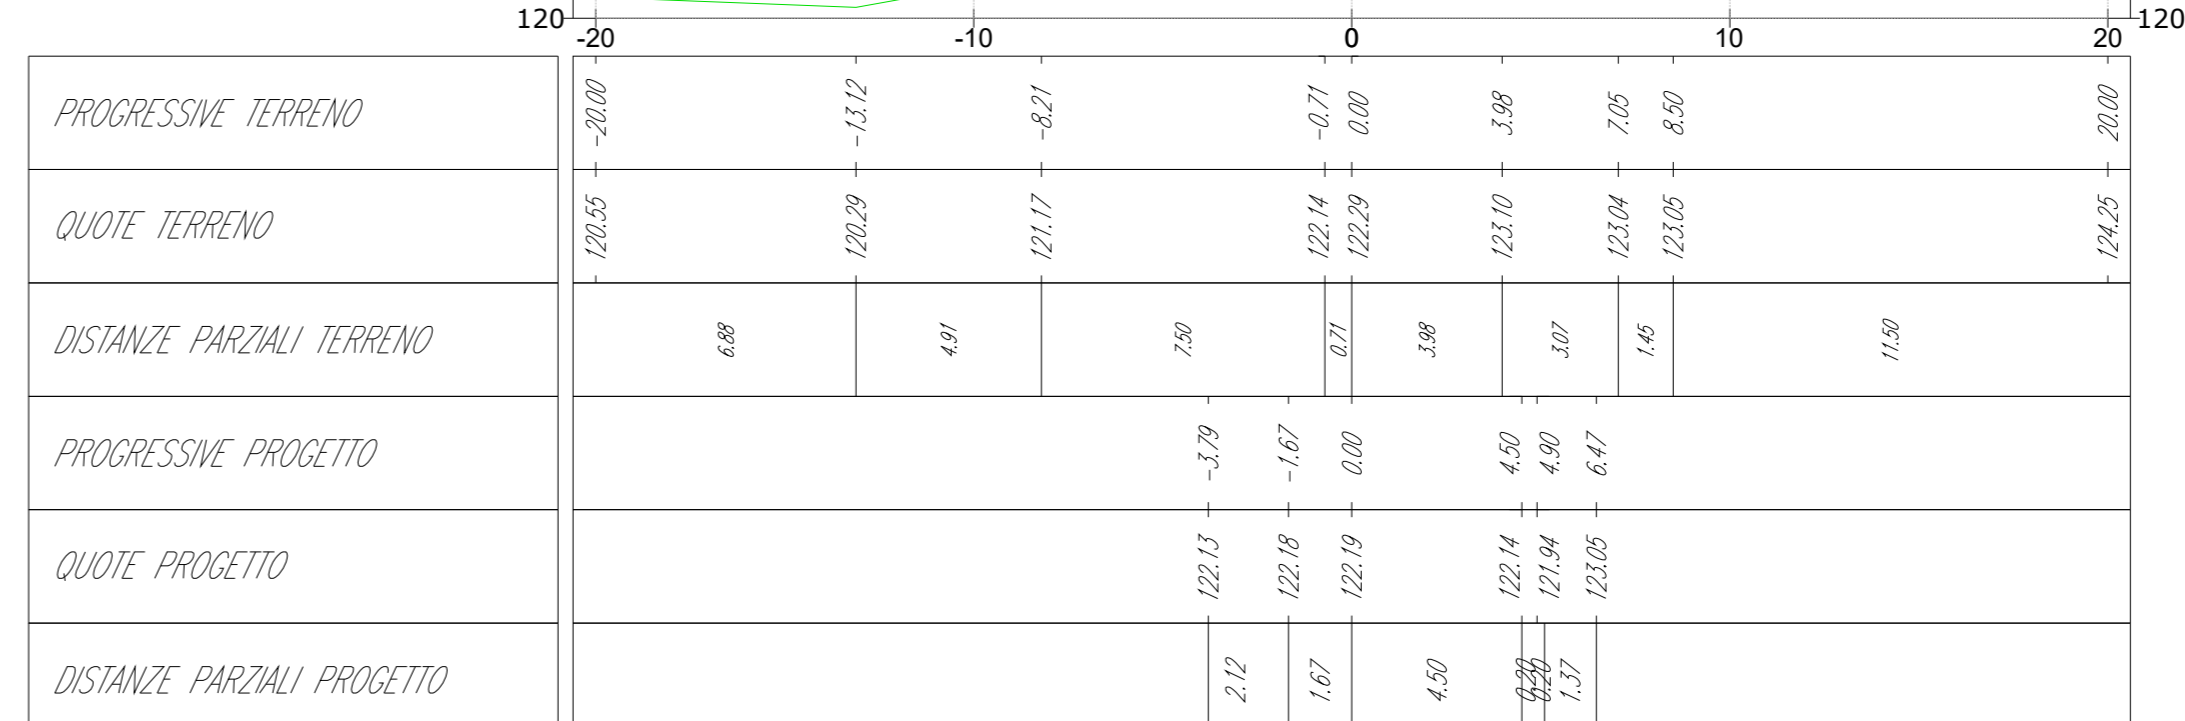 120 120
-20 -10 0 10 20
PROGRESSIVE TERRENO -20.00 -13.12 -8.21 -0.71 0.00 3.98 7.05 8.50 20.00
QUOTE TERRENO 120.55 120.29 121.17 122.14 122.29 123.10 123.04 123.05 124.25
DISTANZE PARZIALI TERRENO 6.88 4.91 7.50 0.71 3.98 3.07 1.45 11.50
PROGRESSIVE PROGETTO -3.79 -1.67 0.00 4.50 4.90 6.47
QUOTE PROGETTO 122.13 122.18 122.19 122.14 121.94 123.05
DISTANZE PARZIALI PROGETTO 2.12 1.67 4.50 0.20 0.20 1.37